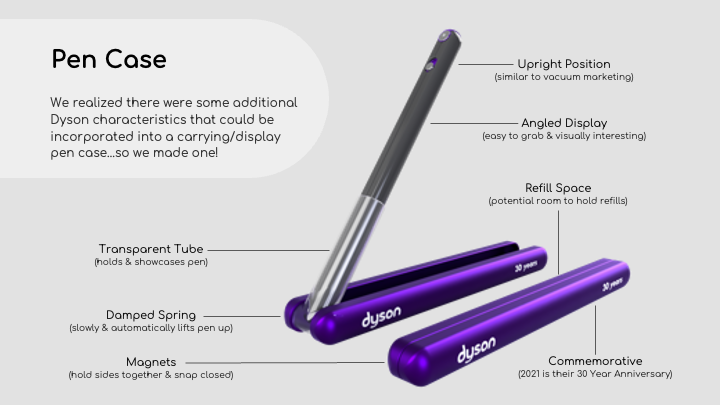 Pen Case
We realized there were some additional
Dyson characteristics that could be
incorporated into a carrying/display
pen case...so we made one!
Upright Position
(similar to vacuum marketing)
Angled Display
(easy to grab & visually interesting)
Refill Space
(potential room to hold refills)
Transparent Tube
(holds & showcases pen)
Damped Spring
(slowly & automatically lifts pen up)
Magnets
(hold sides together & snap closed)
Commemorative
(2021 is their 30 Year Anniversary)
30 years
dyson
30 years
dyson